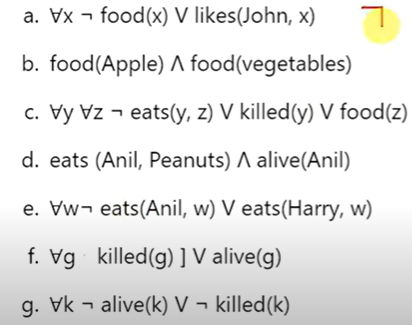 a. ∀x ¬ food(x) V likes(John, x)
b. food(Apple) Λ food(vegetables)
c. ∀y ∀z ¬ eats(y, z) V killed(y) V food(z)
d. eats (Anil, Peanuts) Λ alive(Anil)
e. ∀w¬ eats(Anil, w) V eats(Harry, w)
f. ∀g killed(g) ] V alive(g)
g. ∀k ¬ alive(k) V ¬ killed(k)